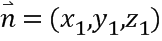 n⃗ = (x₁,y₁,z₁)